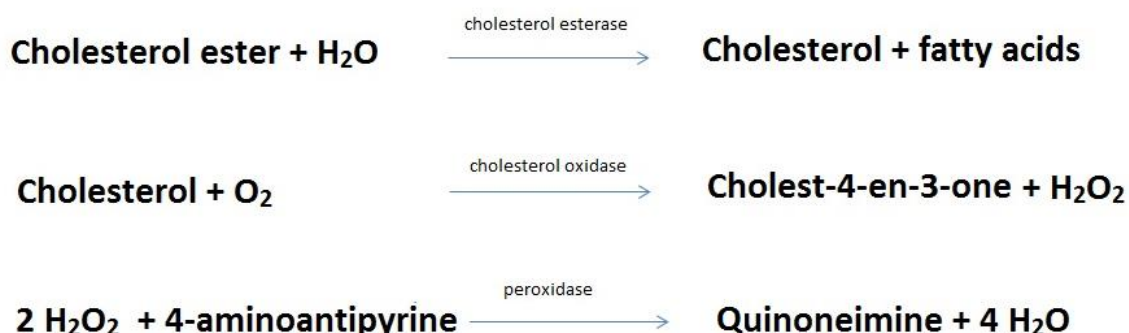 cholesterol esterase
Cholesterol ester + H₂O Cholesterol + fatty acids
cholesterol oxidase
Cholesterol + O₂ Cholest-4-en-3-one + H₂O₂
peroxidase
2 H₂O₂ + 4-aminoantipyrine Quinoneimine + 4 H₂O